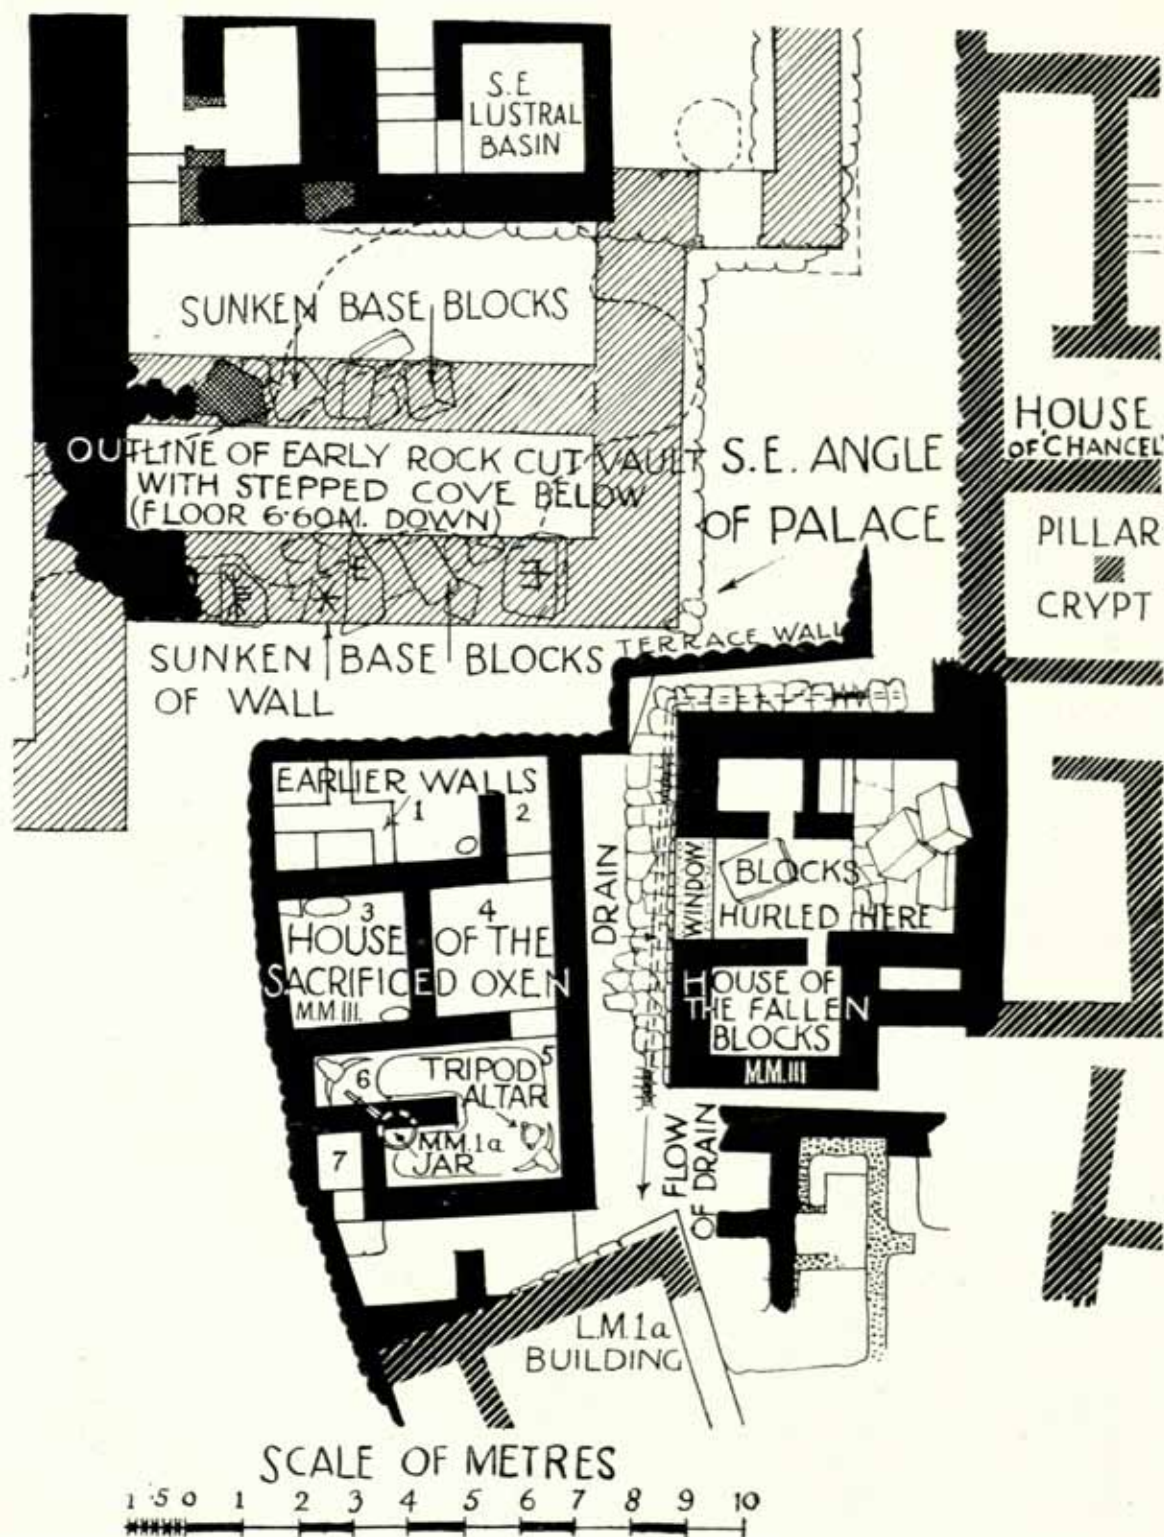 S.E
LUSTRAL
BASIN
SUNKEN BASE BLOCKS
HOUSE
OF 'CHANCEL'
OUTLINE OF EARLY ROCK CUT VAULT
WITH STEPPED COVE BELOW
(FLOOR 6·60M. DOWN)
S.E. ANGLE
OF PALACE
PILLAR
CRYPT
TERRACE WALL
SUNKEN BASE BLOCKS
OF WALL
EARLIER WALLS
1
2
3
4
HOUSE OF THE
SACRIFICED OXEN
M.M III.
DRAIN
WINDOW
BLOCKS
HURLED HERE
HOUSE OF
THE FALLEN
BLOCKS
M.M.III
5
6
TRIPOD
ALTAR
MM.1a
JAR
7
FLOW
OF DRAIN
L.M.1a
BUILDING
SCALE OF METRES
1 ·5 0 1 2 3 4 5 6 7 8 9 10